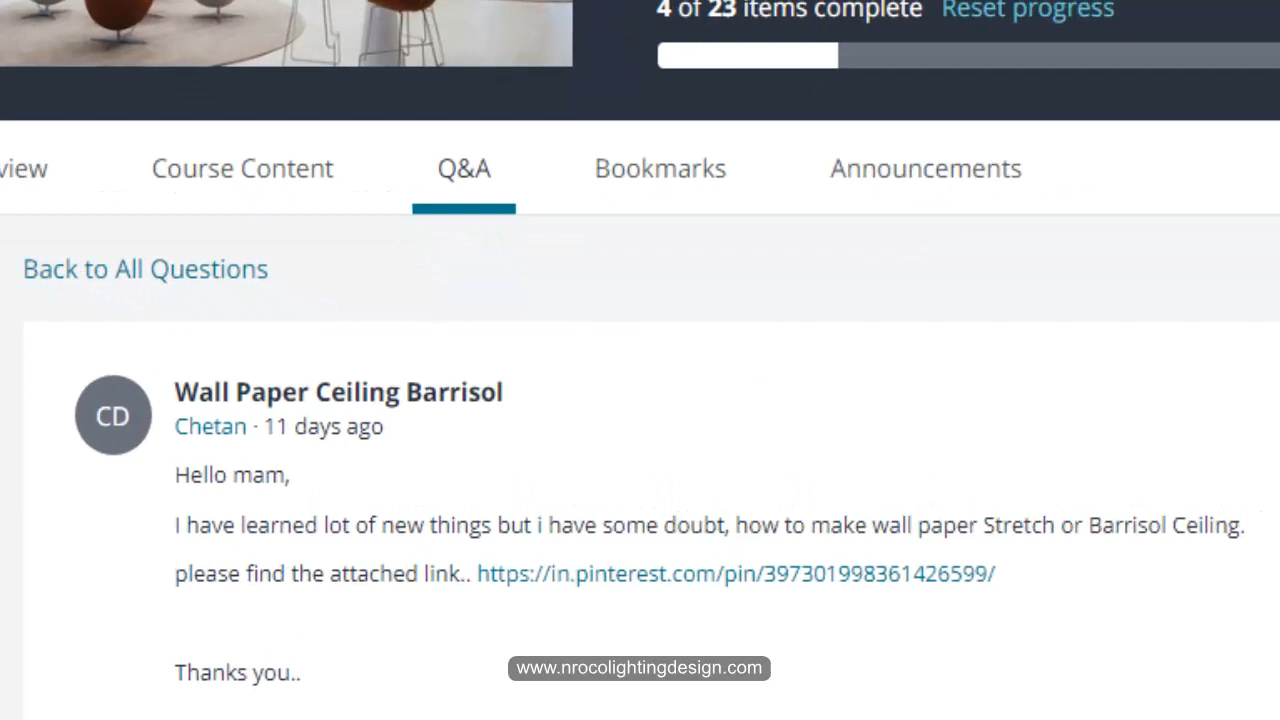 4 of 23 items complete Reset progress
view Course Content Q&A Bookmarks Announcements
Back to All Questions
CD
Wall Paper Ceiling Barrisol
Chetan · 11 days ago
Hello mam,
I have learned lot of new things but i have some doubt, how to make wall paper Stretch or Barrisol Ceiling.
please find the attached link.. https://in.pinterest.com/pin/397301998361426599/
Thanks you..
www.nrocolightingdesign.com